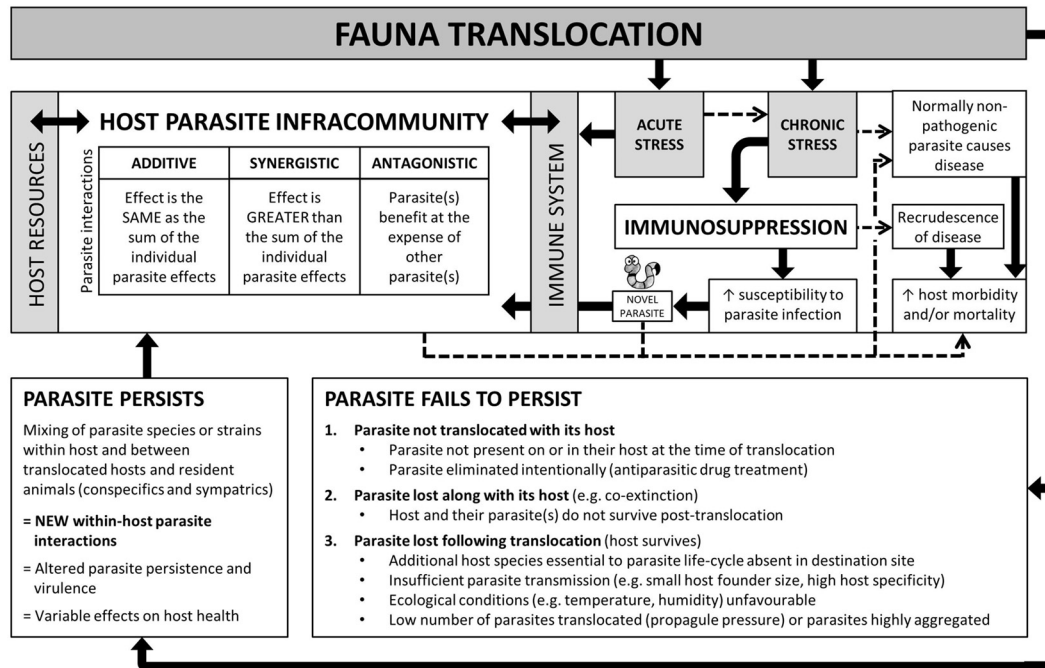 FAUNA TRANSLOCATION
HOST RESOURCES
HOST PARASITE INFRACOMMUNITY
Parasite interactions
ADDITIVE
Effect is the
SAME as the
sum of the
individual
parasite effects
SYNERGISTIC
Effect is
GREATER than
the sum of the
individual
parasite effects
ANTAGONISTIC
Parasite(s)
benefit at the
expense of
other
parasite(s)
IMMUNE SYSTEM
ACUTE
STRESS
CHRONIC
STRESS
Normally non-
pathogenic
parasite causes
disease
IMMUNOSUPPRESSION
Recrudescence
of disease
NOVEL
PARASITE
↑ susceptibility to
parasite infection
↑ host morbidity
and/or mortality
PARASITE PERSISTS
Mixing of parasite species or strains
within host and between
translocated hosts and resident
animals (conspecifics and sympatrics)
= NEW within-host parasite
interactions
= Altered parasite persistence and
virulence
= Variable effects on host health
PARASITE FAILS TO PERSIST
1. Parasite not translocated with its host
• Parasite not present on or in their host at the time of translocation
• Parasite eliminated intentionally (antiparasitic drug treatment)
2. Parasite lost along with its host (e.g. co-extinction)
• Host and their parasite(s) do not survive post-translocation
3. Parasite lost following translocation (host survives)
• Additional host species essential to parasite life-cycle absent in destination site
• Insufficient parasite transmission (e.g. small host founder size, high host specificity)
• Ecological conditions (e.g. temperature, humidity) unfavourable
• Low number of parasites translocated (propagule pressure) or parasites highly aggregated